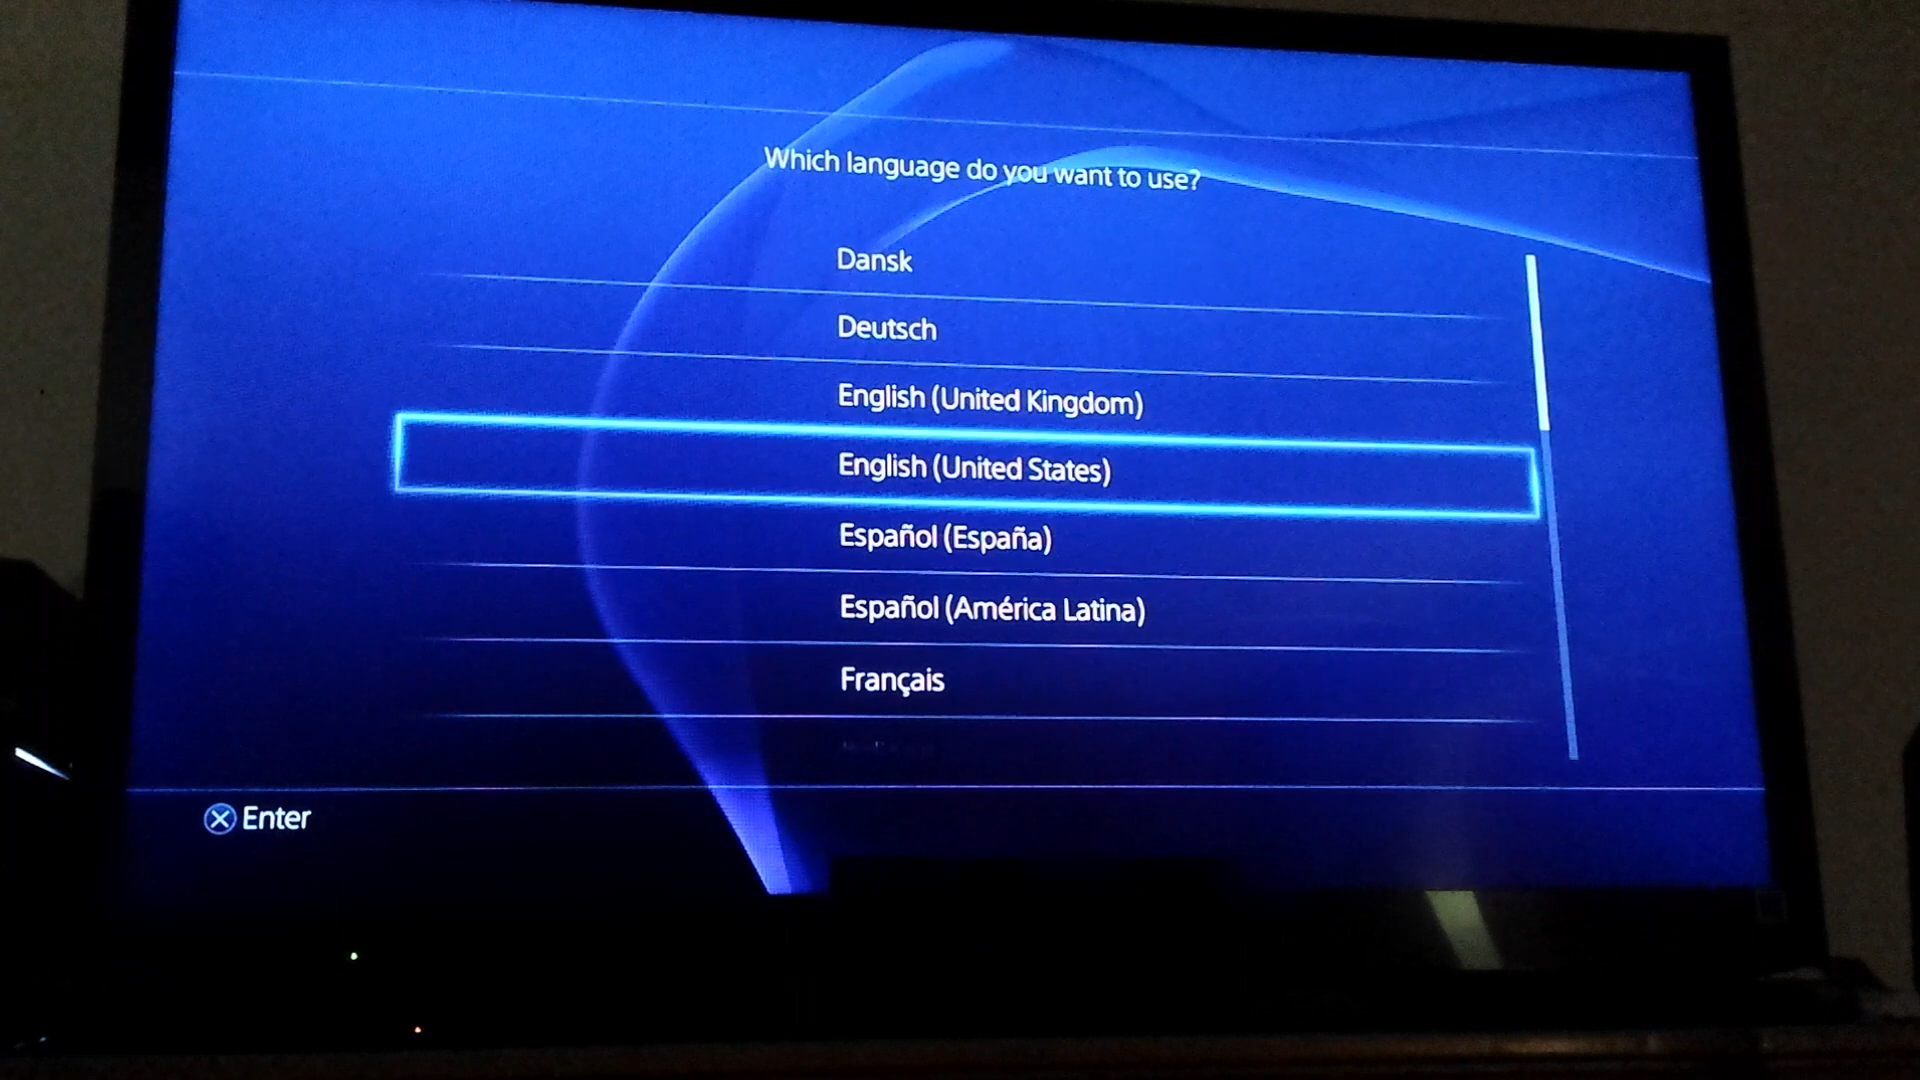 Which language do you want to use?
Dansk
Deutsch
English (United Kingdom)
English (United States)
Español (España)
Español (América Latina)
Français
Enter